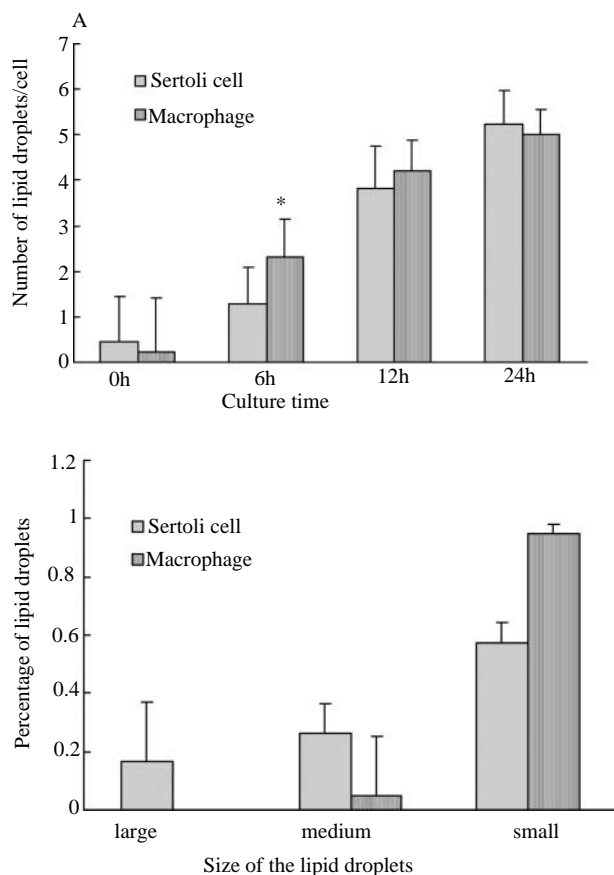 A
7
6
5
4
3
2
1
0
Number of lipid droplets/cell
Sertoli cell
Macrophage
*
0h 6h 12h 24h
Culture time
1.2
1
0.8
0.6
0.4
0.2
0
Percentage of lipid droplets
Sertoli cell
Macrophage
large medium small
Size of the lipid droplets